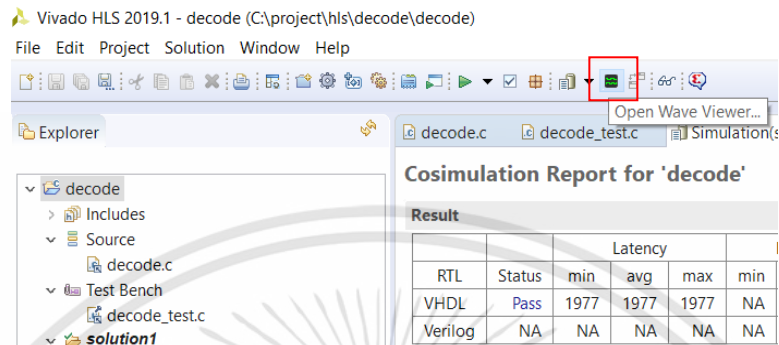 Vivado HLS 2019.1 - decode (C:\project\hls\decode\decode)
File Edit Project Solution Window Help
Open Wave Viewer...
Explorer
decode.c decode_test.c Simulation(s
decode
Includes
Source
decode.c
Test Bench
decode_test.c
solution1
Cosimulation Report for 'decode'
Result
Latency
RTL Status min avg max min
VHDL Pass 1977 1977 1977 NA
Verilog NA NA NA NA NA